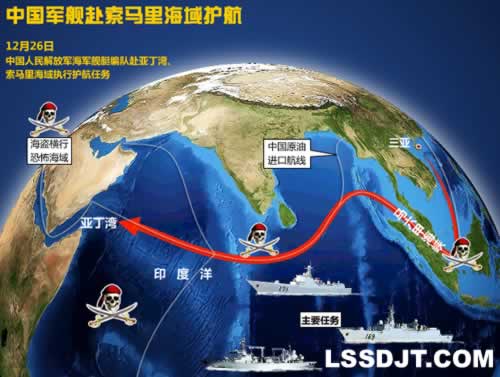 中国军舰赴索马里海域护航
12月26日
中国人民解放军海军舰艇编队赴亚丁湾、
索马里海域执行护航任务
海盗横行
恐怖海域
中国原油
进口航线
三亚
亚丁湾
马六甲海峡
印度洋
主要任务
171
169
LSSDJT.COM